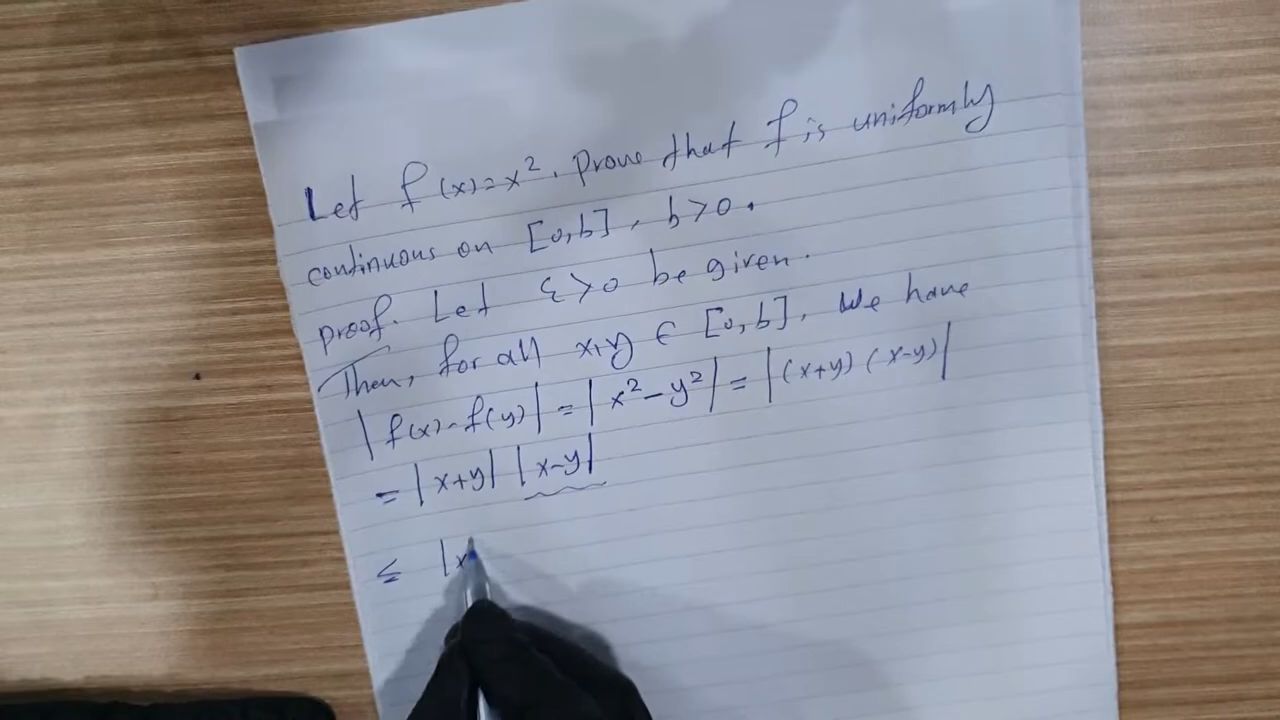 Let f(x)=x². Prove that f is uniformly
continuous on [0,b], b>0.
Proof. Let ε>0 be given.
Then, for all x,y ∈ [0,b], We have
|f(x)-f(y)| = |x²-y²| = |(x+y)(x-y)|
= |x+y| |x-y|
≤ |x